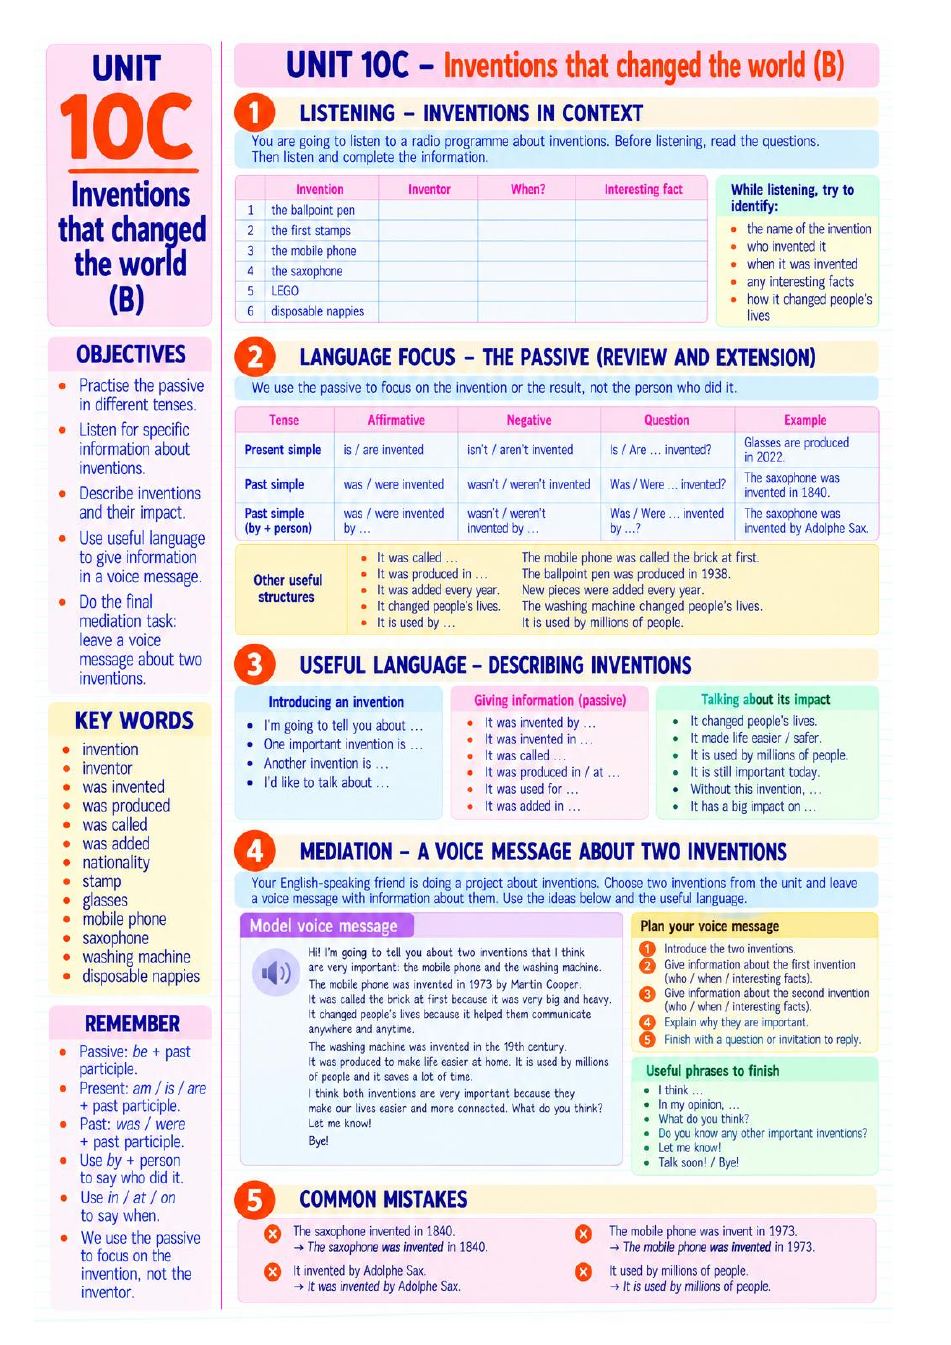 UNIT
10C
Inventions
that changed
the world
(B)
OBJECTIVES
• Practise the passive
in different tenses.
• Listen for specific
information about
inventions.
• Describe inventions
and their impact.
• Use useful language
to give information
in a voice message.
• Do the final
mediation task:
leave a voice
message about two
inventions.
KEY WORDS
• invention
• inventor
• was invented
• was produced
• was called
• was added
• nationality
• stamp
• glasses
• mobile phone
• saxophone
• washing machine
• disposable nappies
REMEMBER
• Passive: be + past
participle.
• Present: am / is / are
+ past participle.
• Past: was / were
+ past participle.
• Use by + person
to say who did it.
• Use in / at / on
to say when.
• We use the passive
to focus on the
invention, not the
inventor.
UNIT 10C – Inventions that changed the world (B)
1 LISTENING – INVENTIONS IN CONTEXT
You are going to listen to a radio programme about inventions. Before listening, read the questions.
Then listen and complete the information.
Invention Inventor When? Interesting fact
1 the ballpoint pen
2 the first stamps
3 the mobile phone
4 the saxophone
5 LEGO
6 disposable nappies
While listening, try to
identify:
• the name of the invention
• who invented it
• when it was invented
• any interesting facts
• how it changed people's
lives
2 LANGUAGE FOCUS – THE PASSIVE (REVIEW AND EXTENSION)
We use the passive to focus on the invention or the result, not the person who did it.
Tense Affirmative Negative Question Example
Present simple is / are invented isn't / aren't invented Is / Are ... invented? Glasses are produced
in 2022.
Past simple was / were invented wasn't / weren't invented Was / Were ... invented? The saxophone was
invented in 1840.
Past simple was / were invented wasn't / weren't Was / Were ... invented The saxophone was
(by + person) by ... invented by ... by ...? invented by Adolphe Sax.
Other useful
structures
• It was called ... The mobile phone was called the brick at first.
• It was produced in ... The ballpoint pen was produced in 1938.
• It was added every year. New pieces were added every year.
• It changed people's lives. The washing machine changed people's lives.
• It is used by ... It is used by millions of people.
3 USEFUL LANGUAGE – DESCRIBING INVENTIONS
Introducing an invention
• I'm going to tell you about ...
• One important invention is ...
• Another invention is ...
• I'd like to talk about ...
Giving information (passive)
• It was invented by ...
• It was invented in ...
• It was called ...
• It was produced in / at ...
• It was used for ...
• It was added in ...
Talking about its impact
• It changed people's lives.
• It made life easier / safer.
• It is used by millions of people.
• It is still important today.
• Without this invention, ...
• It has a big impact on ...
4 MEDIATION – A VOICE MESSAGE ABOUT TWO INVENTIONS
Your English-speaking friend is doing a project about inventions. Choose two inventions from the unit and leave
a voice message with information about them. Use the ideas below and the useful language.
Model voice message
Hi! I'm going to tell you about two inventions that I think
are very important: the mobile phone and the washing machine.
The mobile phone was invented in 1973 by Martin Cooper.
It was called the brick at first because it was very big and heavy.
It changed people's lives because it helped them communicate
anywhere and anytime.
The washing machine was invented in the 19th century.
It was produced to make life easier at home. It is used by millions
of people and it saves a lot of time.
I think both inventions are very important because they
make our lives easier and more connected. What do you think?
Let me know!
Bye!
Plan your voice message
1 Introduce the two inventions.
2 Give information about the first invention
(who / when / interesting facts).
3 Give information about the second invention
(who / when / interesting facts).
4 Explain why they are important.
5 Finish with a question or invitation to reply.
Useful phrases to finish
• I think ...
• In my opinion, ...
• What do you think?
• Do you know any other important inventions?
• Let me know!
• Talk soon! / Bye!
5 COMMON MISTAKES
The saxophone invented in 1840.
→ The saxophone was invented in 1840.
It invented by Adolphe Sax.
→ It was invented by Adolphe Sax.
The mobile phone was invent in 1973.
→ The mobile phone was invented in 1973.
It used by millions of people.
→ It is used by millions of people.